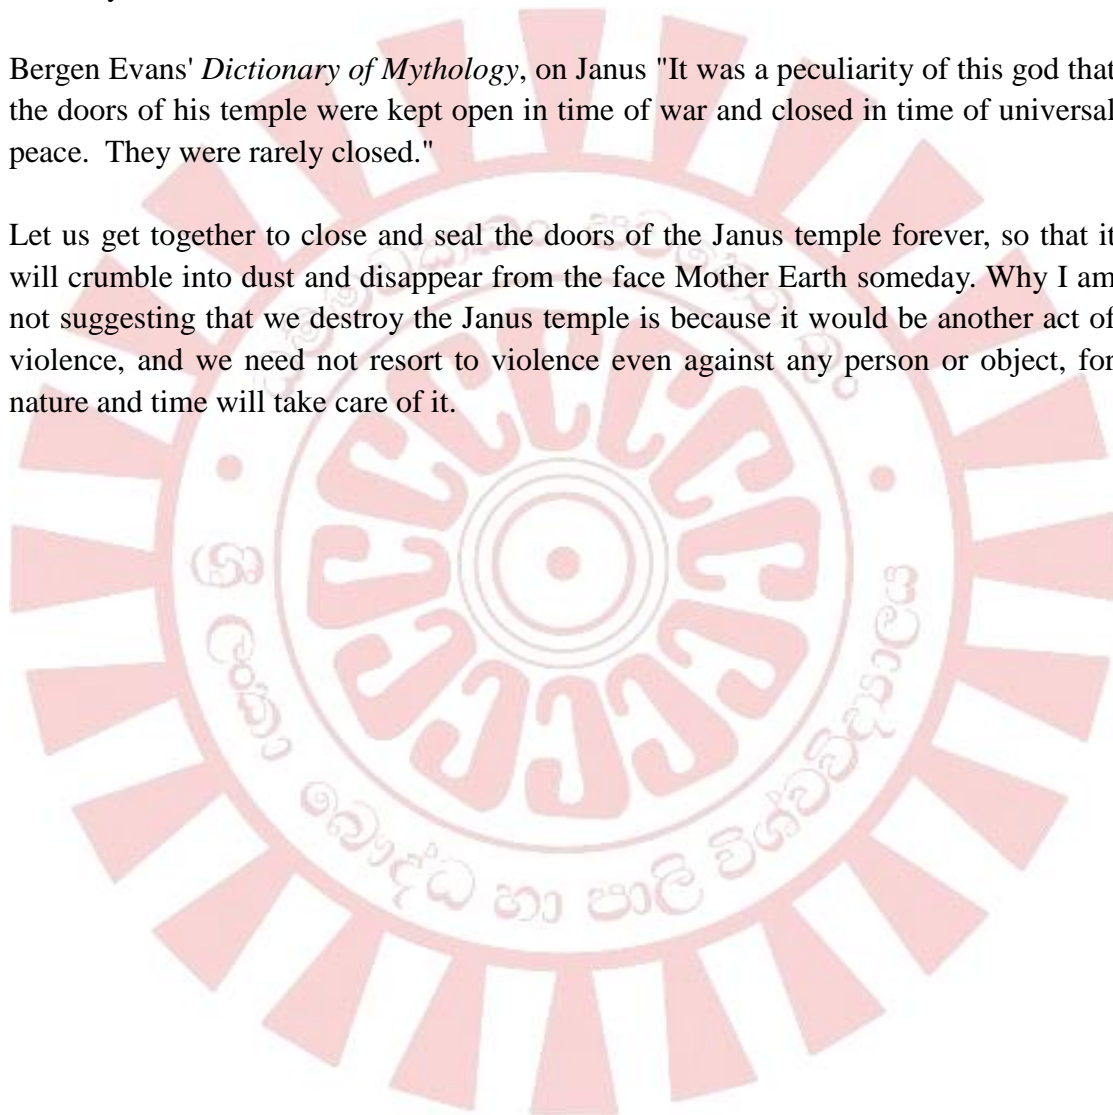 Bergen Evans' Dictionary of Mythology, on Janus "It was a peculiarity of this god that
the doors of his temple were kept open in time of war and closed in time of universal
peace. They were rarely closed."
Let us get together to close and seal the doors of the Janus temple forever, so that it
will crumble into dust and disappear from the face Mother Earth someday. Why I am
not suggesting that we destroy the Janus temple is because it would be another act of
violence, and we need not resort to violence even against any person or object, for
nature and time will take care of it.
ශ්‍රී ලංකා බෞද්ධ හා පාලි විශ්වවිද්‍යාලය